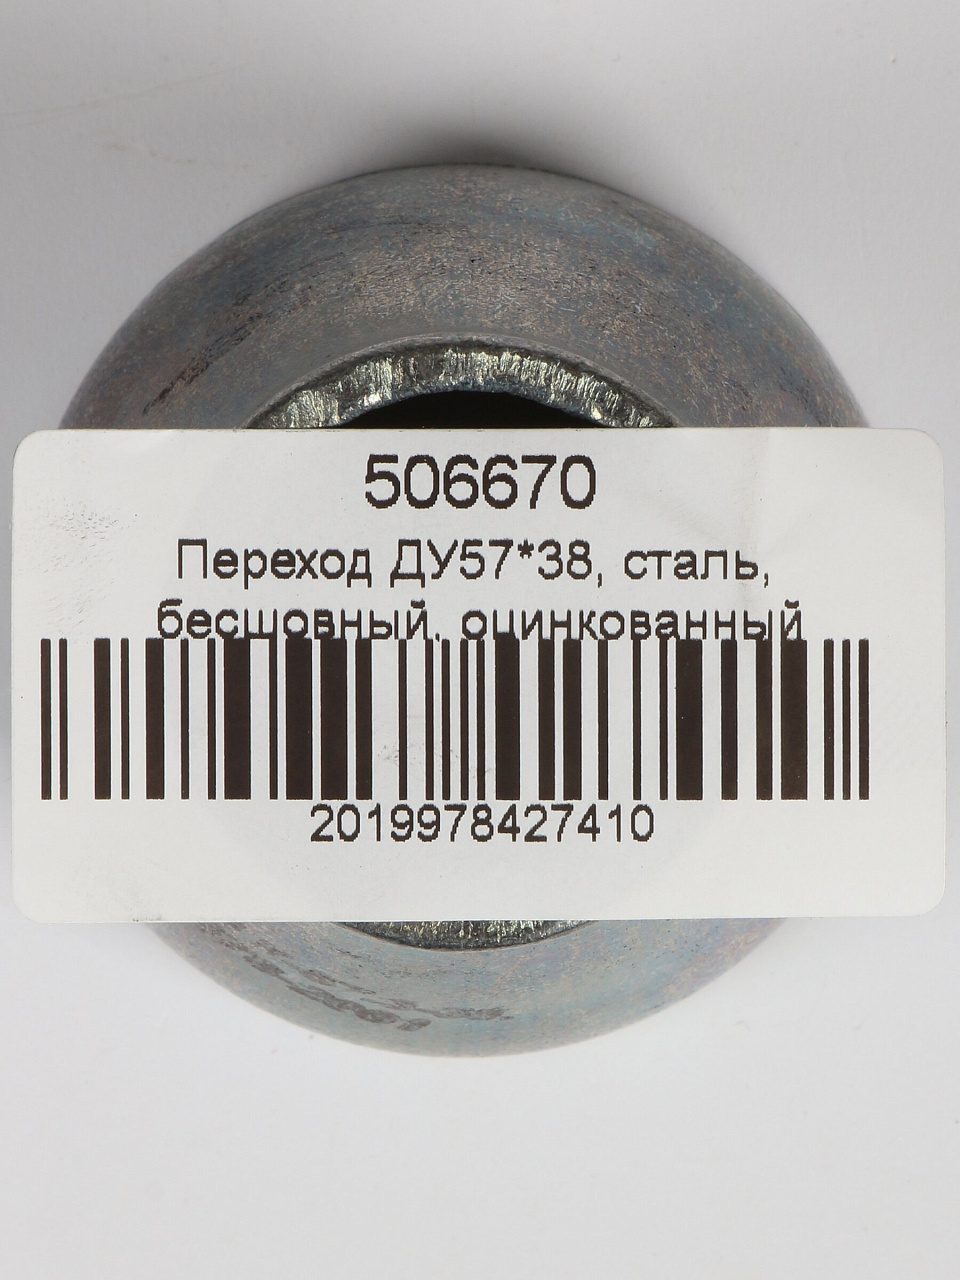 506670
Переход ДУ57*38, сталь,
бесшовный, оцинкованный
2019978427410